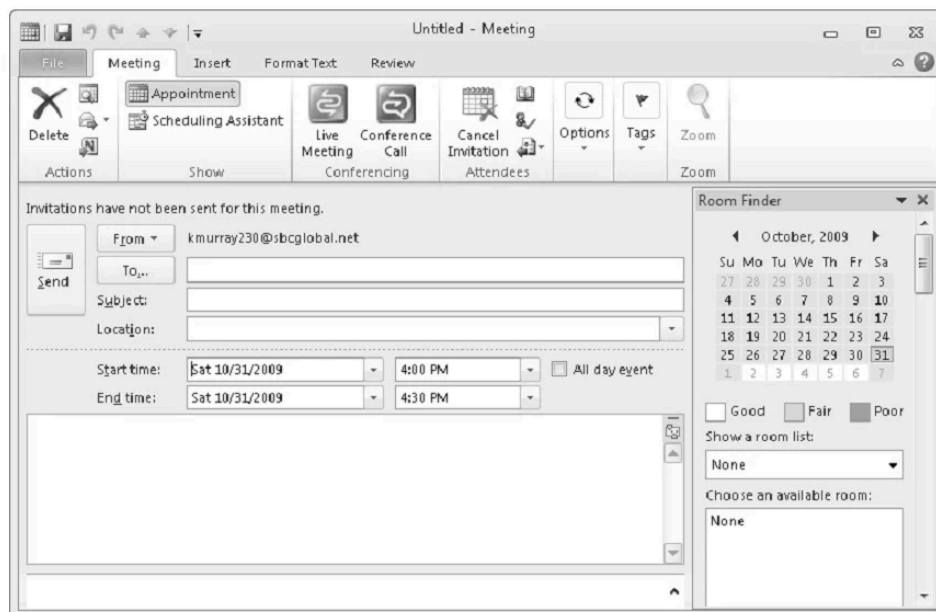 Untitled - Meeting
File Meeting Insert Format Text Review
Delete
Actions
Appointment
Scheduling Assistant
Show
Live Meeting
Conference Call
Conferencing
Cancel Invitation
Attendees
Options
Tags
Zoom
Zoom
Invitations have not been sent for this meeting.
Send
From kmurray230@sbcglobal.net
To...
Subject:
Location:
Start time: Sat 10/31/2009 4:00 PM All day event
End time: Sat 10/31/2009 4:30 PM
Room Finder
October, 2009
Su Mo Tu We Th Fr Sa
27 28 29 30 1 2 3
4 5 6 7 8 9 10
11 12 13 14 15 16 17
18 19 20 21 22 23 24
25 26 27 28 29 30 31
1 2 3 4 5 6 7
Good Fair Poor
Show a room list:
None
Choose an available room:
None